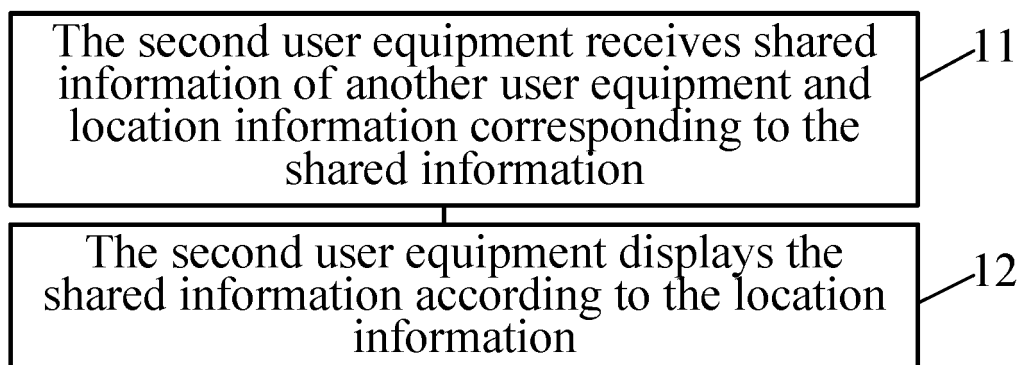 The second user equipment receives shared
information of another user equipment and
location information corresponding to the
shared information
11
The second user equipment displays the
shared information according to the location
information
12